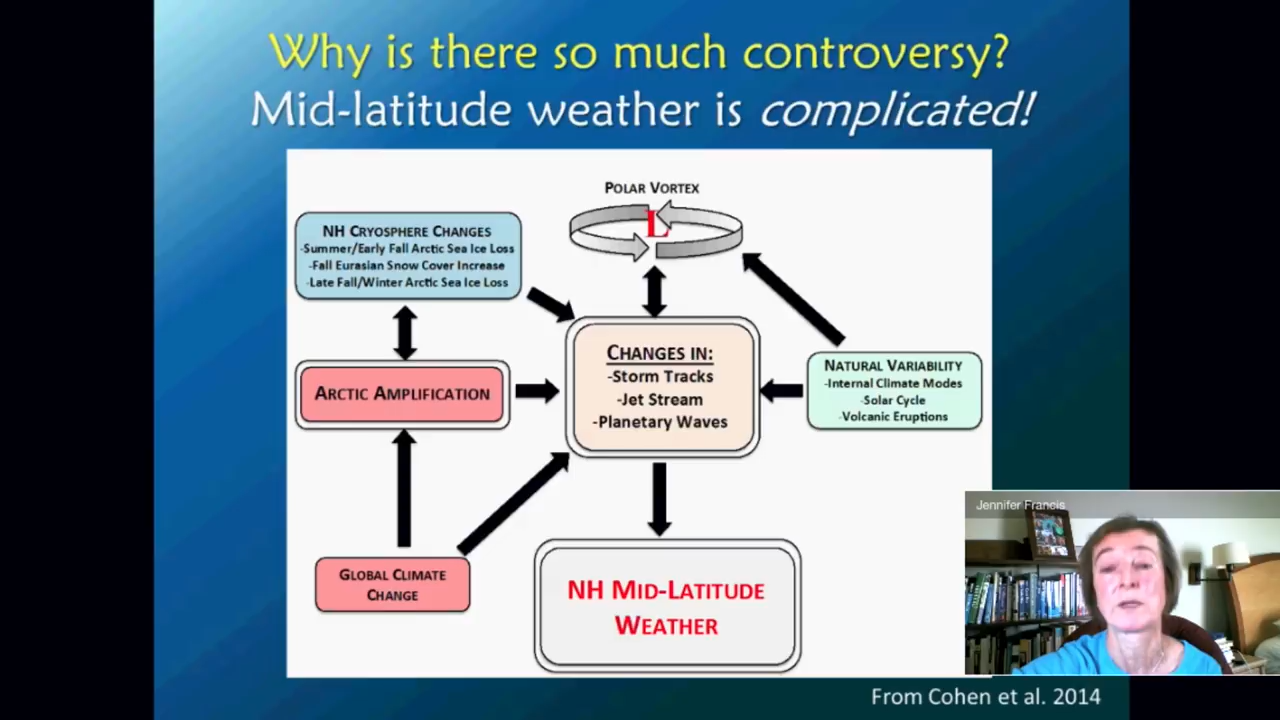 Why is there so much controversy?
Mid-latitude weather is complicated!
POLAR VORTEX
L
NH CRYOSPHERE CHANGES
-Summer/Early Fall Arctic Sea Ice Loss
-Fall Eurasian Snow Cover Increase
-Late Fall/Winter Arctic Sea Ice Loss
CHANGES IN:
-Storm Tracks
-Jet Stream
-Planetary Waves
NATURAL VARIABILITY
-Internal Climate Modes
-Solar Cycle
-Volcanic Eruptions
ARCTIC AMPLIFICATION
GLOBAL CLIMATE
CHANGE
NH MID-LATITUDE
WEATHER
Jennifer Francis
From Cohen et al. 2014